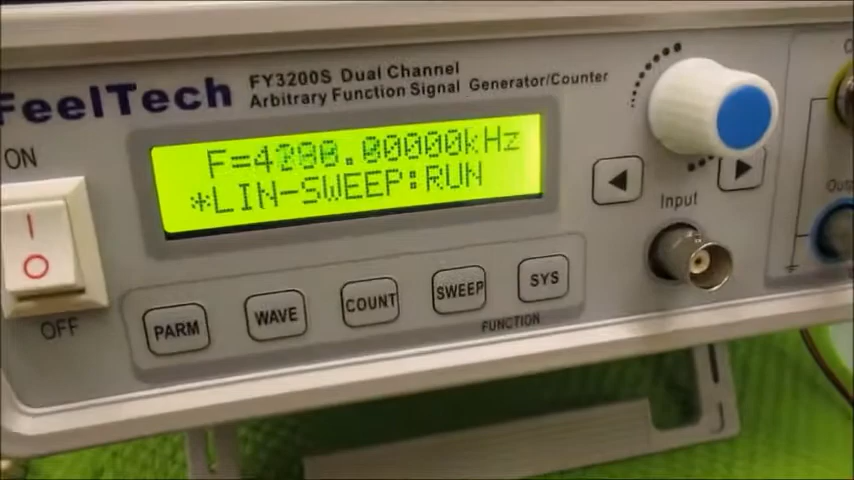 FeelTech
FY3200S Dual Channel
Arbitrary Function Signal Generator/Counter
ON
F=4280.00000kHz
*LIN-SWEEP:RUN
Input
OFF
PARM
WAVE
COUNT
SWEEP
SYS
FUNCTION